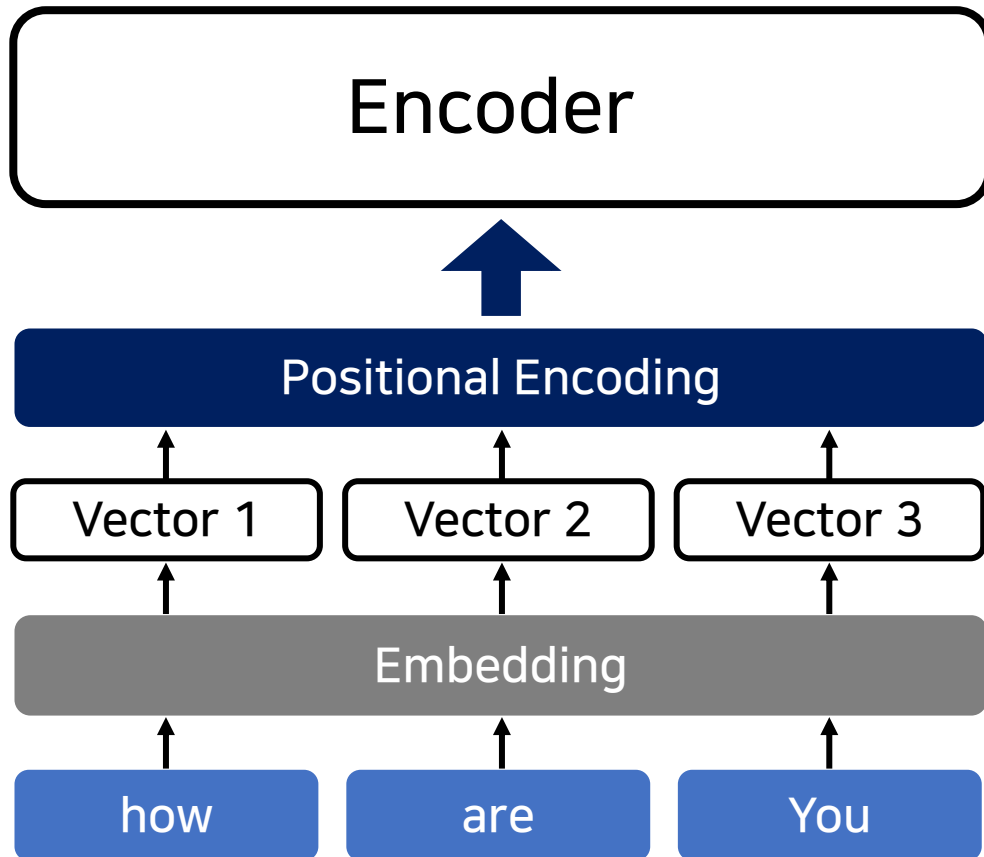 Encoder
Positional Encoding
Vector 1 Vector 2 Vector 3
Embedding
how are You